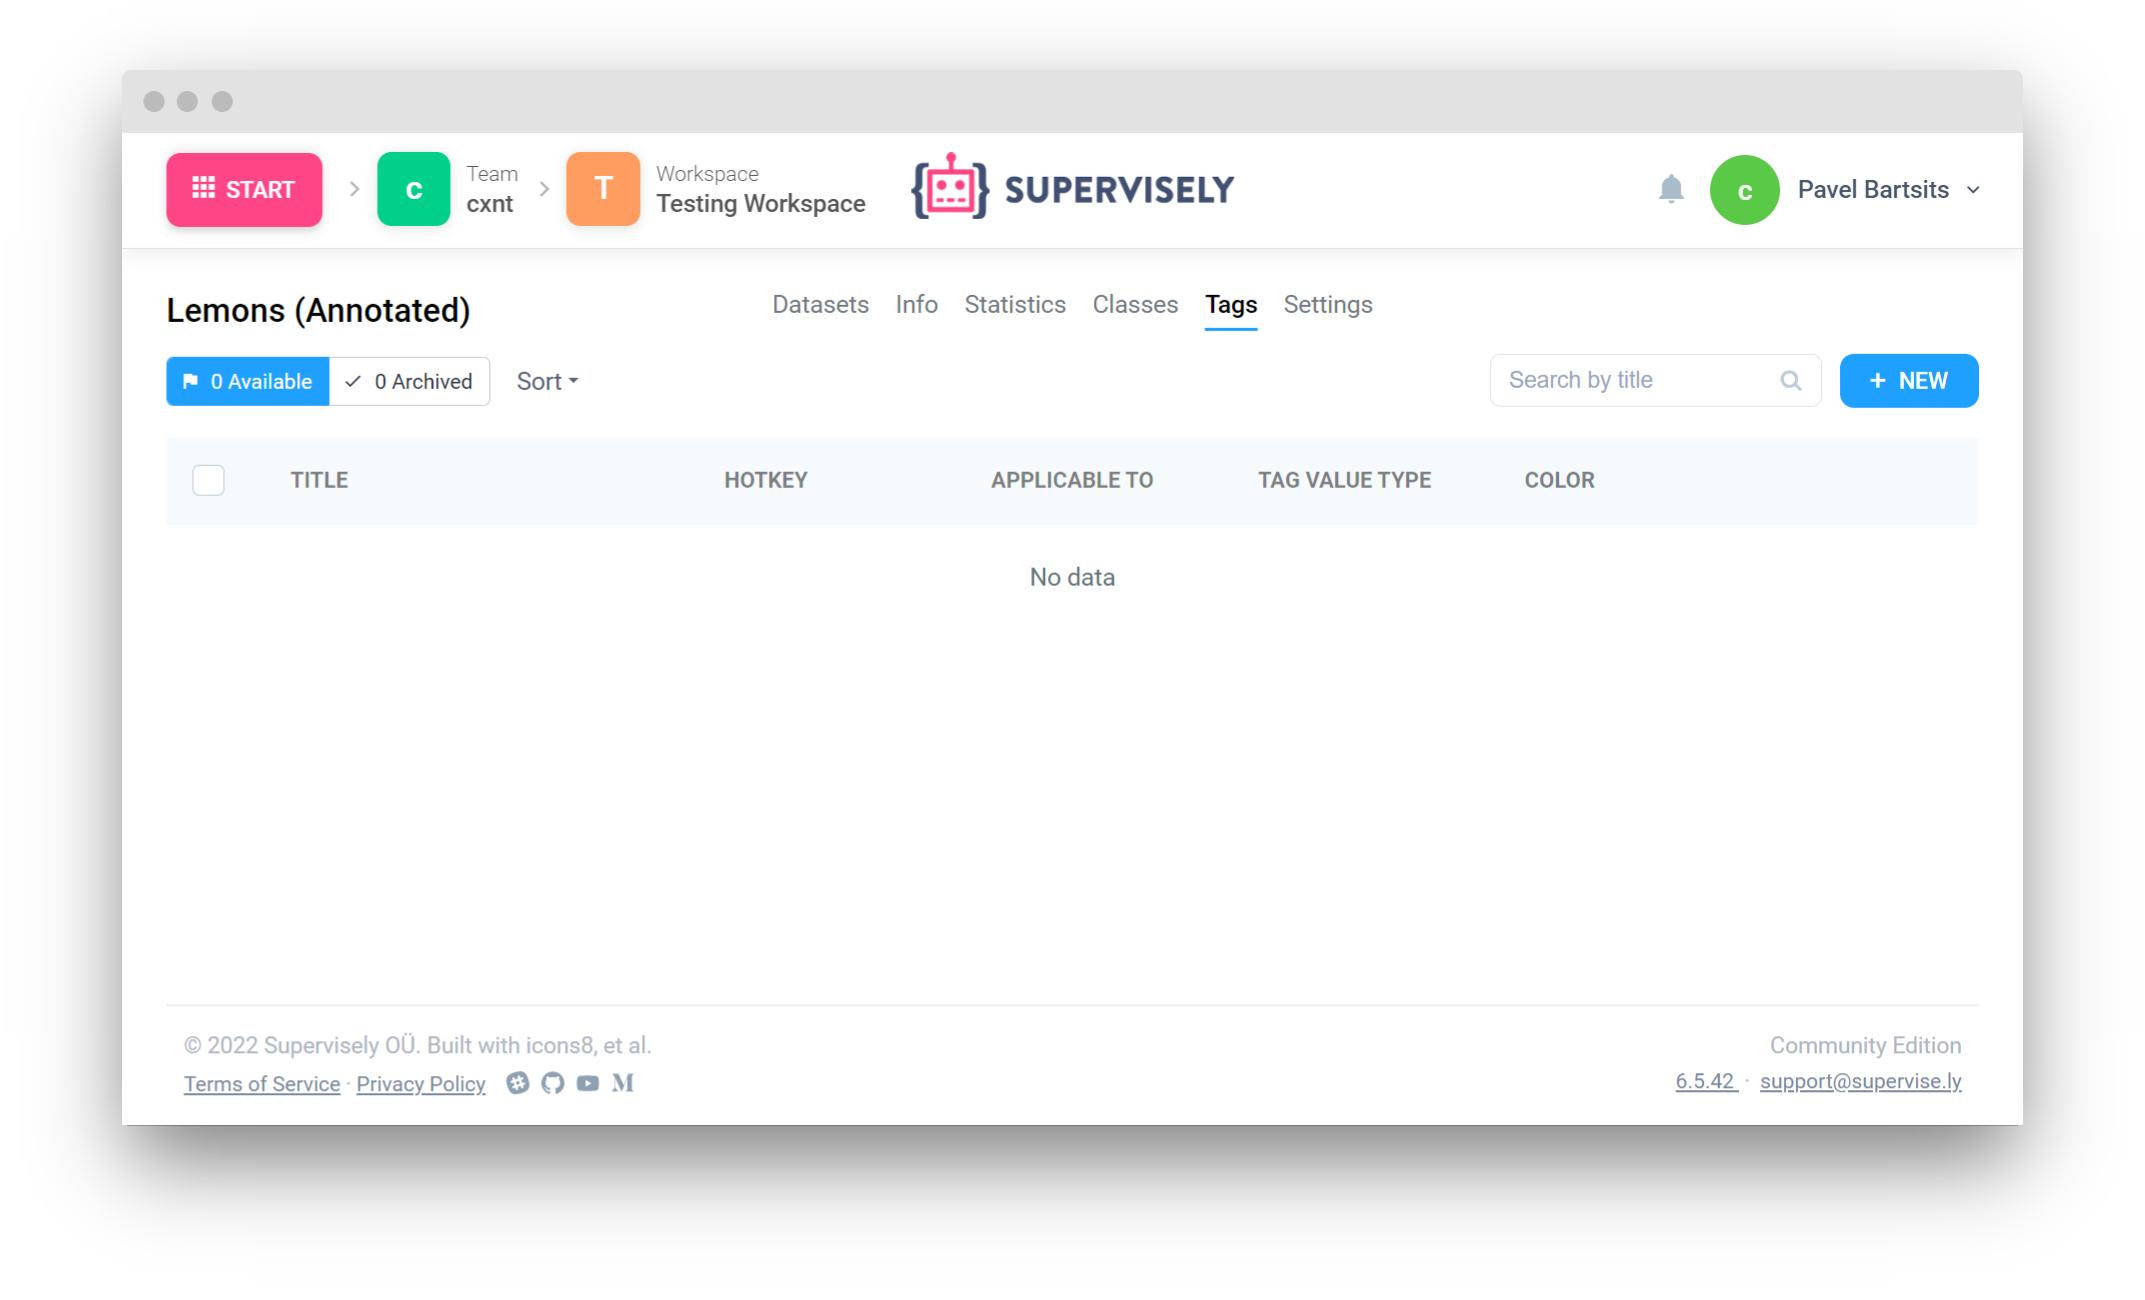 START
c
Team
cxnt
T
Workspace
Testing Workspace
SUPERVISELY
c
Pavel Bartsits
Lemons (Annotated)
Datasets Info Statistics Classes Tags Settings
0 Available
0 Archived
Sort
Search by title
+ NEW
TITLE HOTKEY APPLICABLE TO TAG VALUE TYPE COLOR
No data
© 2022 Supervisely OÜ. Built with icons8, et al.
Community Edition
Terms of Service · Privacy Policy
6.5.42 · support@supervise.ly